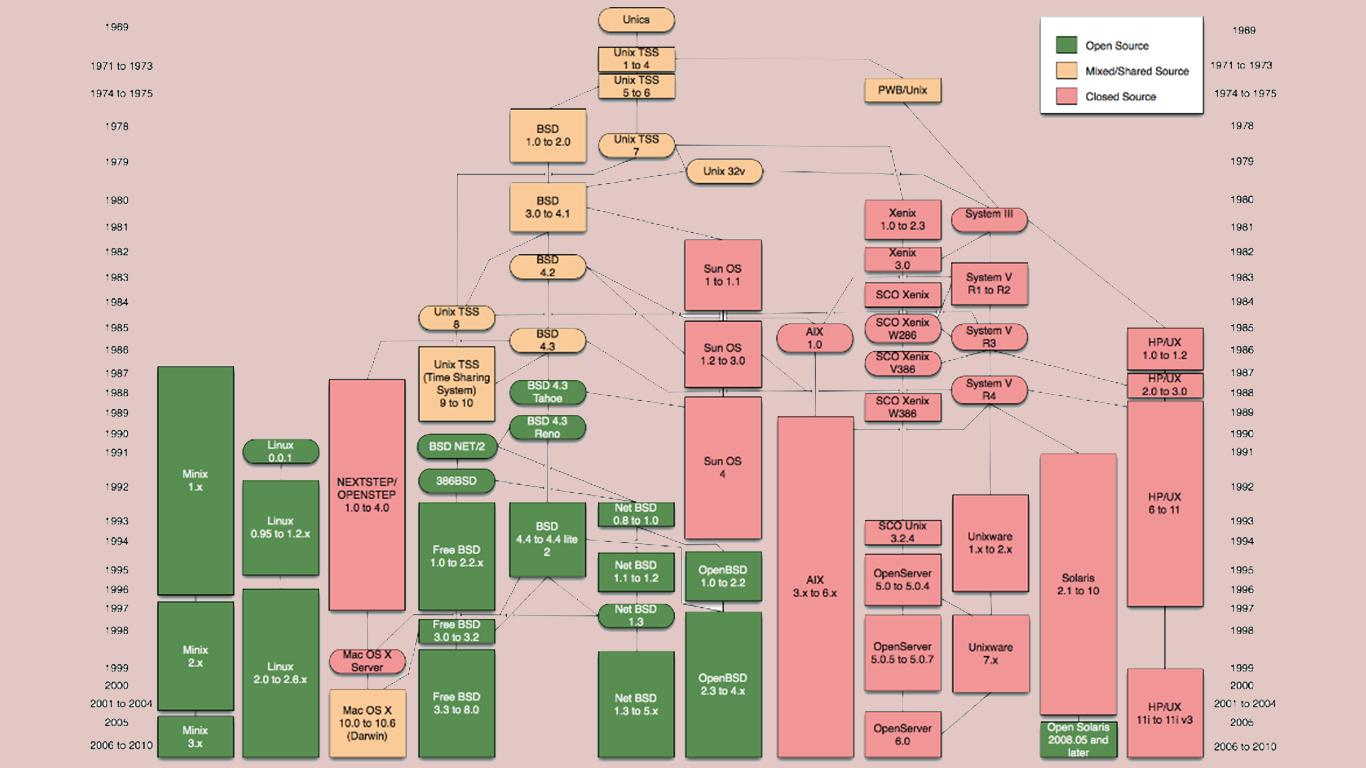 Unics
1969
1969
Open Source
Mixed/Shared Source
Closed Source
1971 to 1973
Unix TSS
1 to 4
1971 to 1973
1974 to 1975
Unix TSS
5 to 6
PWB/Unix
1974 to 1975
1978
BSD
1.0 to 2.0
Unix TSS
7
1978
1979
Unix 32v
1979
1980
BSD
3.0 to 4.1
Xenix
1.0 to 2.3
System III
1980
1981
1981
1982
BSD
4.2
Sun OS
1 to 1.1
Xenix
3.0
1982
1983
System V
R1 to R2
1983
SCO Xenix
1984
1984
Unix TSS
8
1985
BSD
4.3
AIX
1.0
SCO Xenix
W286
System V
R3
1985
1986
Unix TSS
(Time Sharing
System)
9 to 10
Sun OS
1.2 to 3.0
SCO Xenix
V386
HP/UX
1.0 to 1.2
1986
1987
1987
1988
BSD 4.3
Tahoe
System V
R4
HP/UX
2.0 to 3.0
1988
1989
SCO Xenix
W386
1989
1990
BSD 4.3
Reno
1990
1991
Linux
0.0.1
BSD NET/2
1991
Minix
1.x
NEXTSTEP/
OPENSTEP
1.0 to 4.0
386BSD
Sun OS
4
1992
1992
HP/UX
6 to 11
1993
Linux
0.95 to 1.2.x
Net BSD
0.8 to 1.0
SCO Unix
3.2.4
1993
1994
BSD
4.4 to 4.4 lite
2
Unixware
1.x to 2.x
1994
Free BSD
1.0 to 2.2.x
1995
Net BSD
1.1 to 1.2
OpenBSD
1.0 to 2.2
AIX
3.x to 6.x
OpenServer
5.0 to 5.0.4
Solaris
2.1 to 10
1995
1996
1996
1997
Net BSD
1.3
1997
1998
Free BSD
3.0 to 3.2
1998
Minix
2.x
Mac OS X
Server
OpenServer
5.0.5 to 5.0.7
Unixware
7.x
1999
Linux
2.0 to 2.6.x
1999
2000
OpenBSD
2.3 to 4.x
2000
2001 to 2004
Mac OS X
10.0 to 10.6
(Darwin)
Free BSD
3.3 to 8.0
Net BSD
1.3 to 5.x
HP/UX
11i to 11i v3
2001 to 2004
2005
2005
Minix
3.x
OpenServer
6.0
Open Solaris
2008.05 and
later
2006 to 2010
2006 to 2010